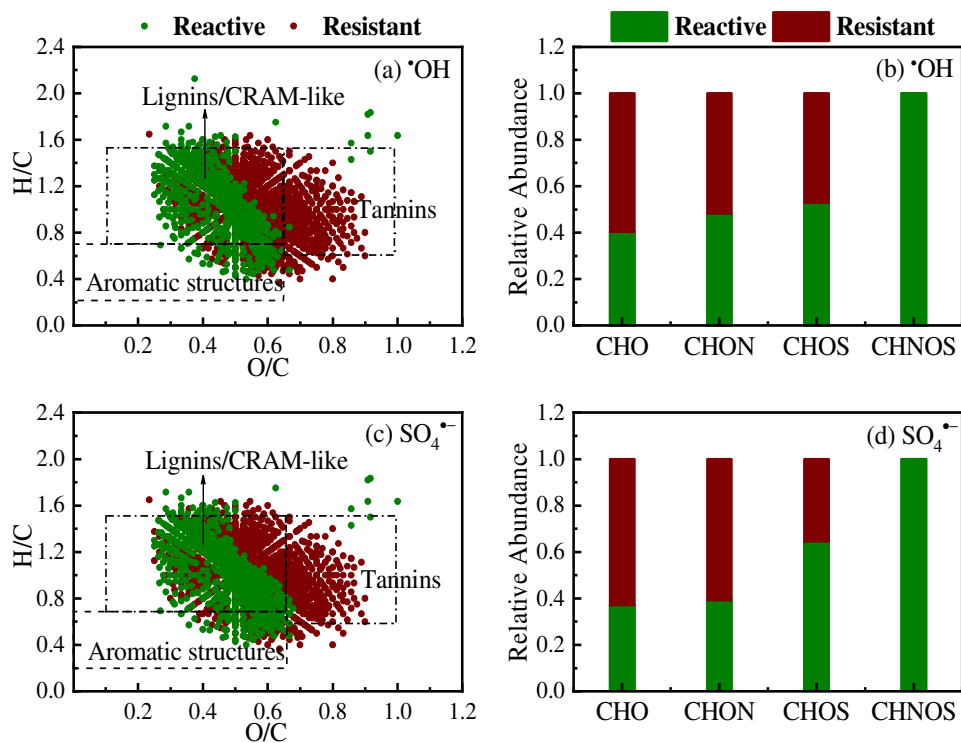 Reactive Resistant
Reactive Resistant
(a) •OH
Lignins/CRAM-like
Tannins
Aromatic structures
H/C
2.4
2.0
1.6
1.2
0.8
0.4
0.0
0.0 0.2 0.4 0.6 0.8 1.0 1.2
O/C
(b) •OH
Relative Abundance
1.2
1.0
0.8
0.6
0.4
0.2
0.0
CHO CHON CHOS CHNOS
(c) SO₄•−
Lignins/CRAM-like
Tannins
Aromatic structures
H/C
2.4
2.0
1.6
1.2
0.8
0.4
0.0
0.0 0.2 0.4 0.6 0.8 1.0 1.2
O/C
(d) SO₄•−
Relative Abundance
1.2
1.0
0.8
0.6
0.4
0.2
0.0
CHO CHON CHOS CHNOS